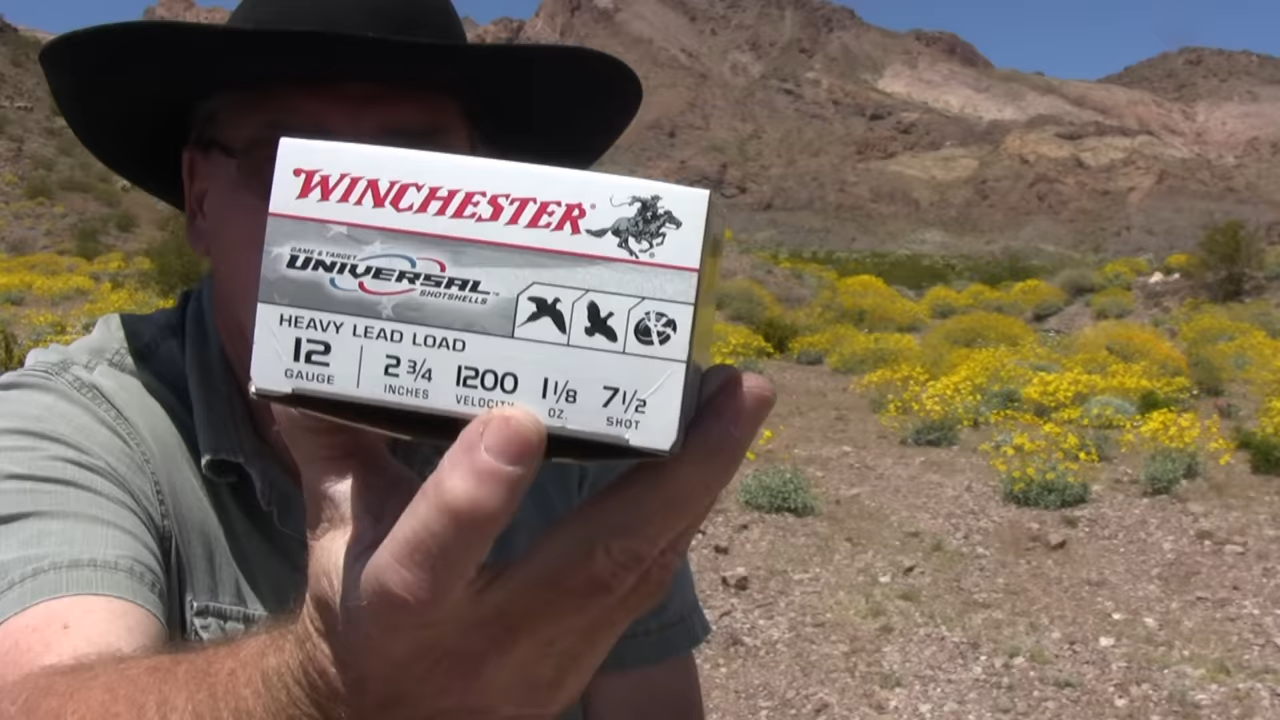 WINCHESTER®
GAME & TARGET
UNIVERSAL™
SHOTSHELLS
HEAVY LEAD LOAD
12 2 3/4 1200 1 1/8 7 1/2
GAUGE INCHES VELOCITY OZ. SHOT